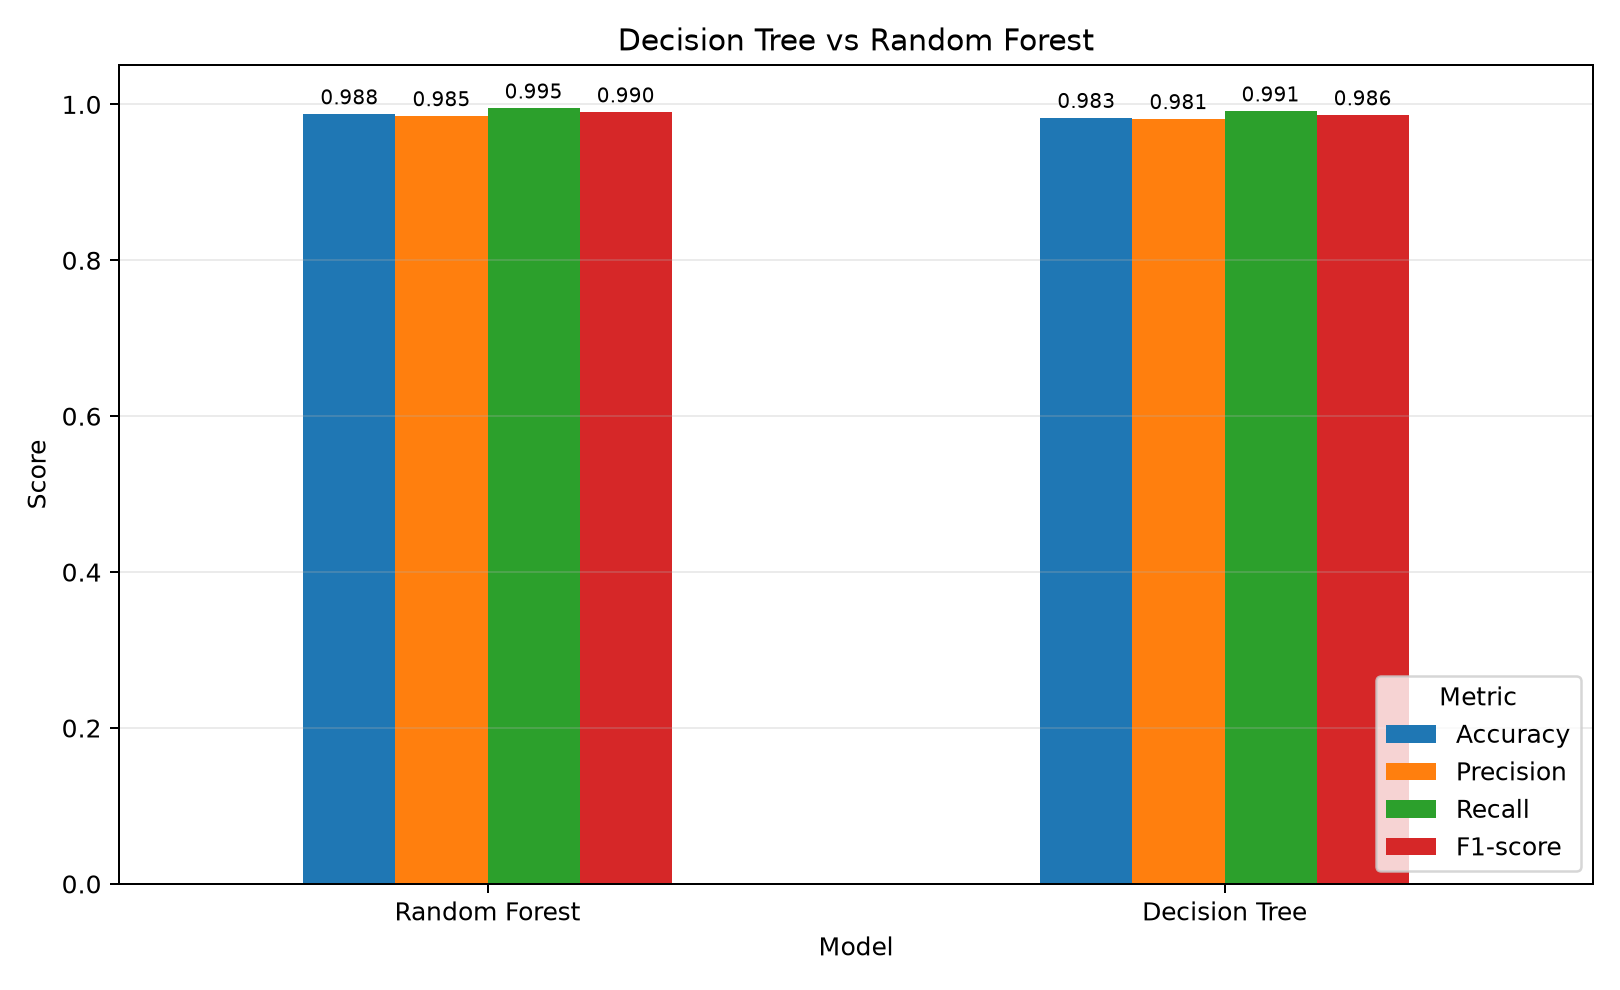 Decision Tree vs Random Forest
1.0
0.8
0.6
0.4
0.2
0.0
Score
0.988 0.985 0.995 0.990
0.983 0.981 0.991 0.986
Metric
Accuracy
Precision
Recall
F1-score
Random Forest
Decision Tree
Model